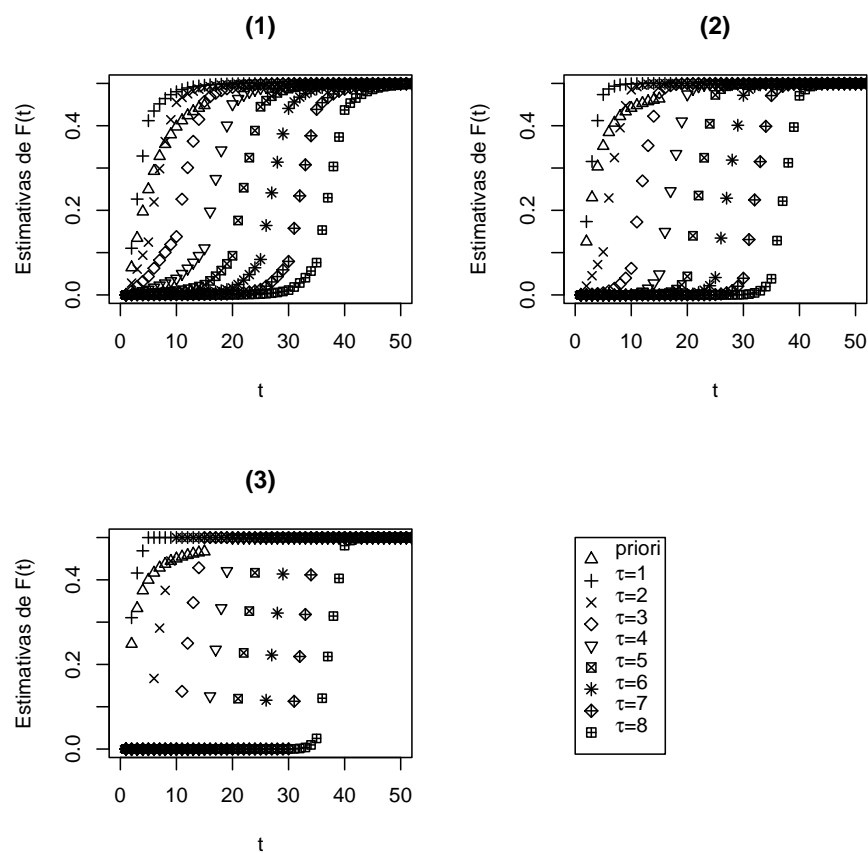 (1)
Estimativas de F(t)
0.0 0.2 0.4
0 10 20 30 40 50
t
(2)
Estimativas de F(t)
0.0 0.2 0.4
0 10 20 30 40 50
t
(3)
Estimativas de F(t)
0.0 0.2 0.4
0 10 20 30 40 50
t
priori
τ=1
τ=2
τ=3
τ=4
τ=5
τ=6
τ=7
τ=8